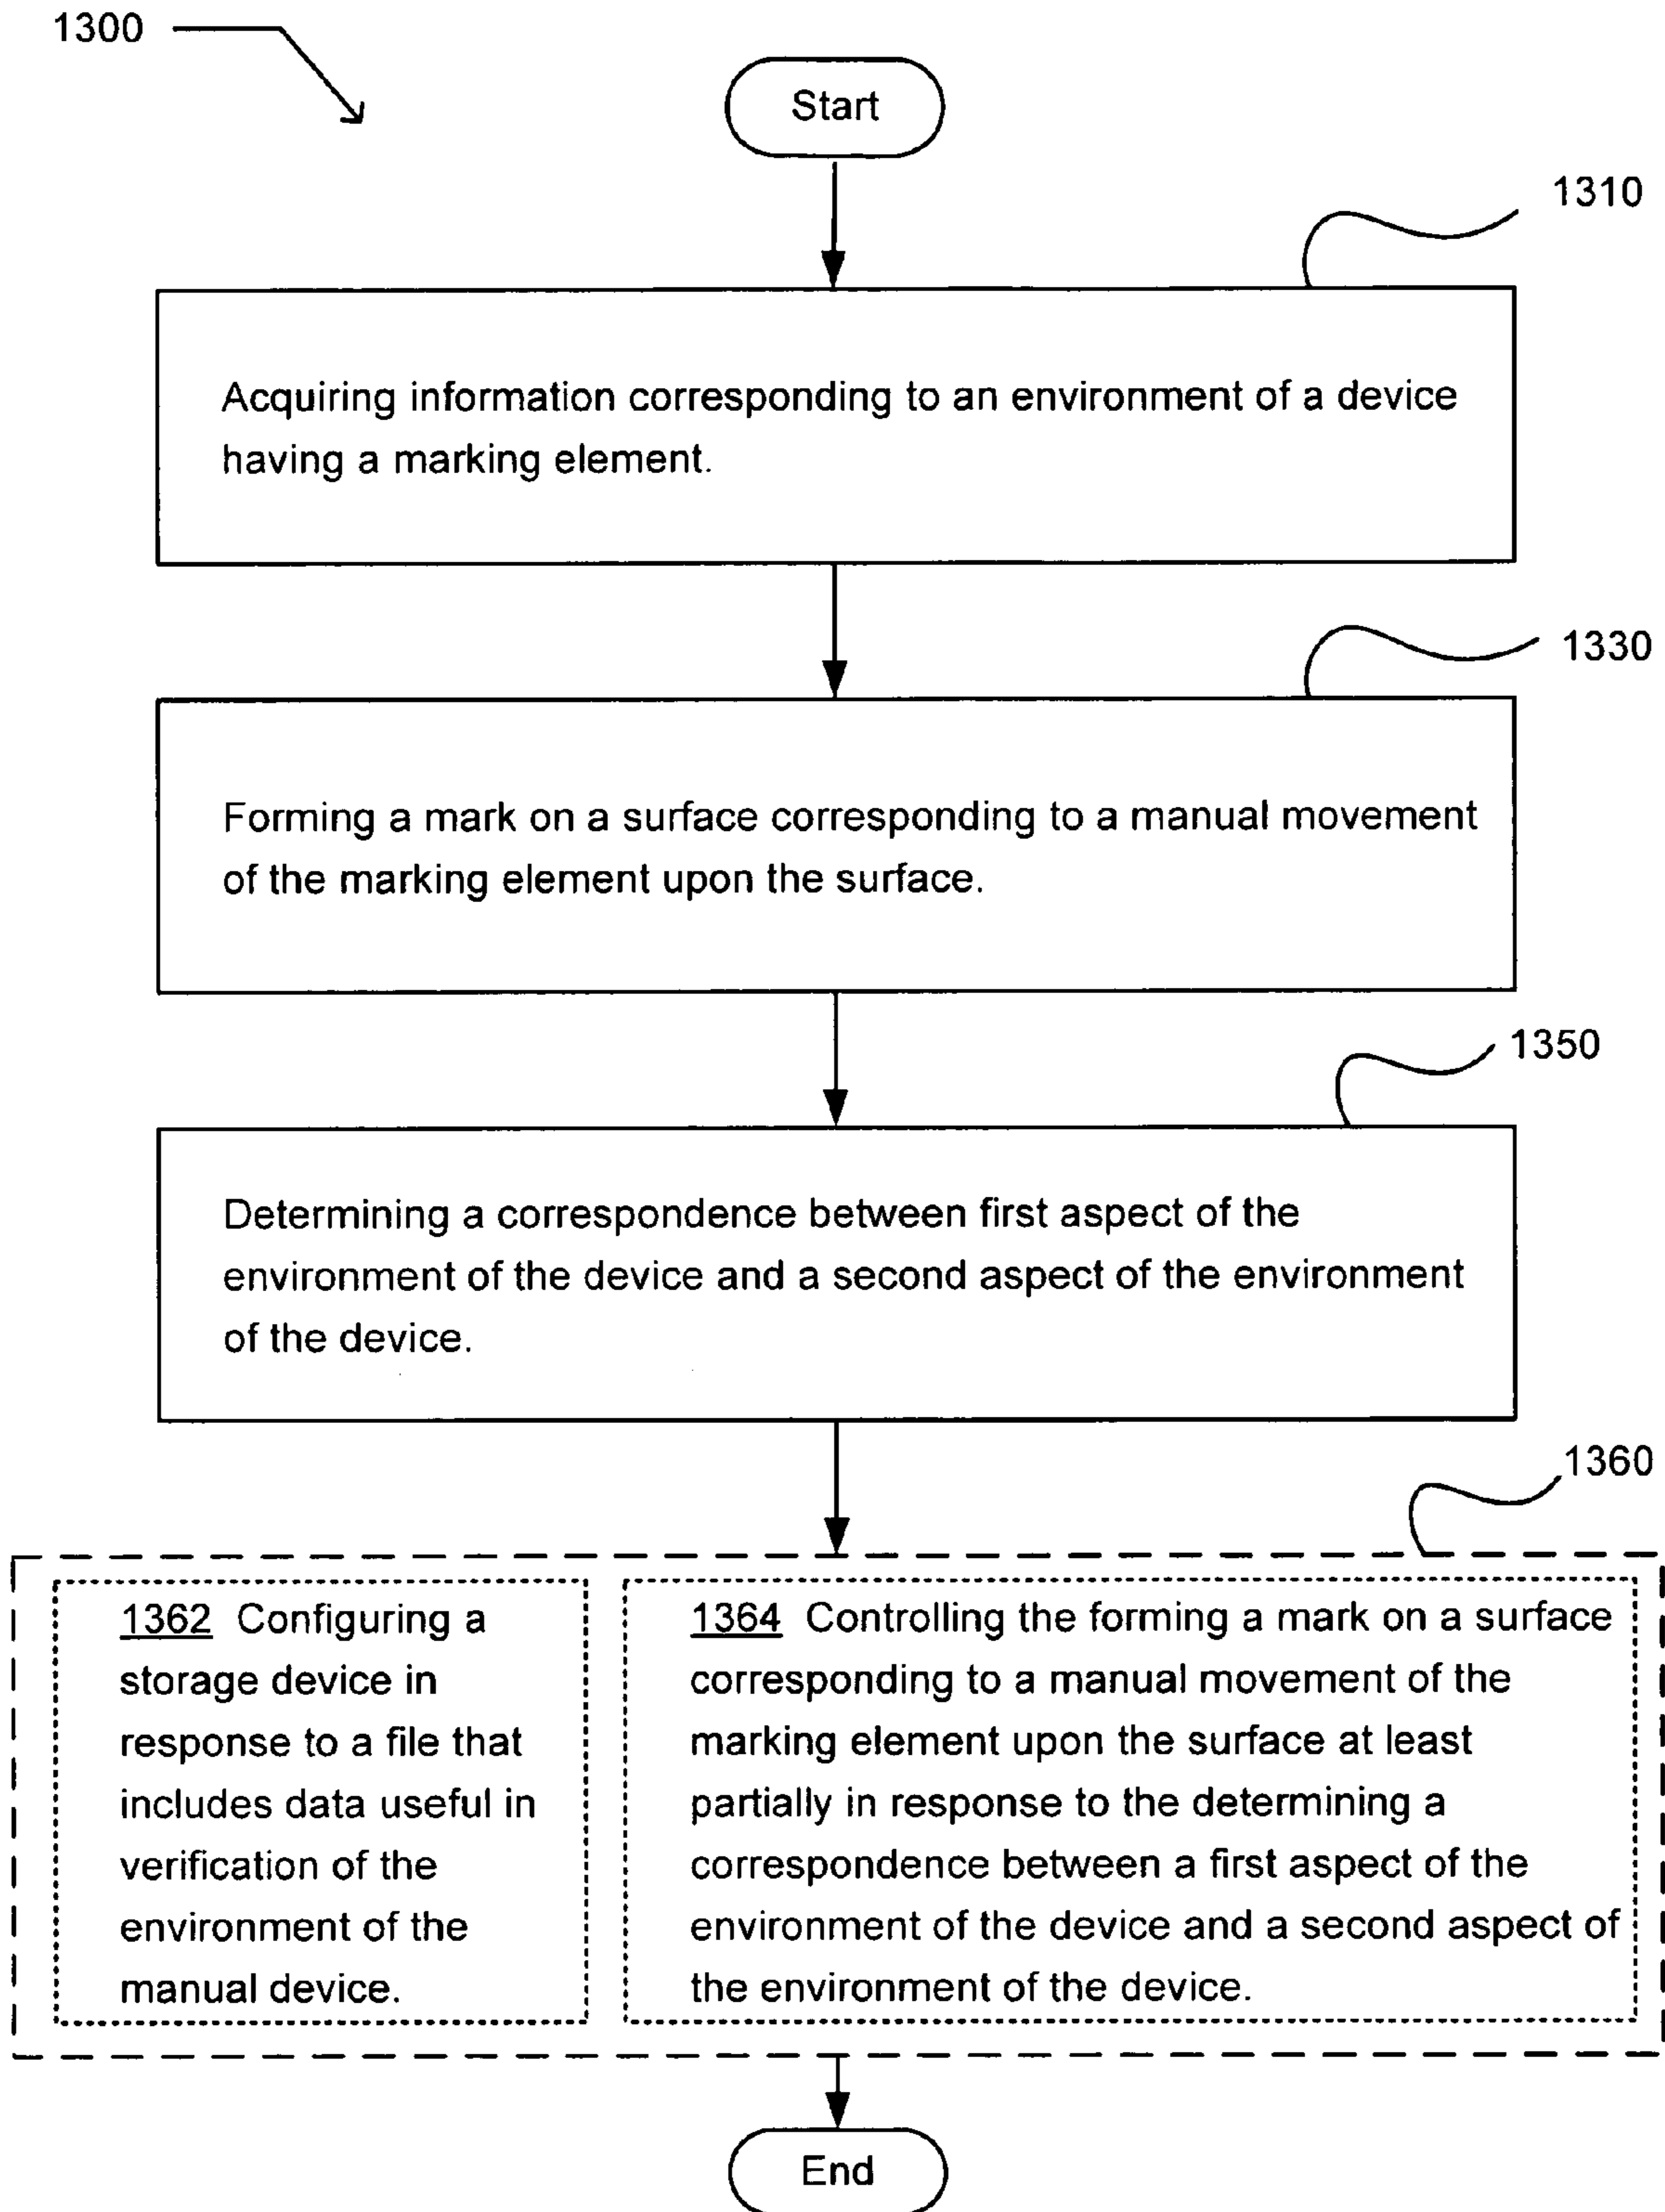 1300
Start
1310
Acquiring information corresponding to an environment of a device
having a marking element.
1330
Forming a mark on a surface corresponding to a manual movement
of the marking element upon the surface.
1350
Determining a correspondence between first aspect of the
environment of the device and a second aspect of the environment
of the device.
1360
1362 Configuring a
storage device in
response to a file that
includes data useful in
verification of the
environment of the
manual device.
1364 Controlling the forming a mark on a surface
corresponding to a manual movement of the
marking element upon the surface at least
partially in response to the determining a
correspondence between a first aspect of the
environment of the device and a second aspect of
the environment of the device.
End